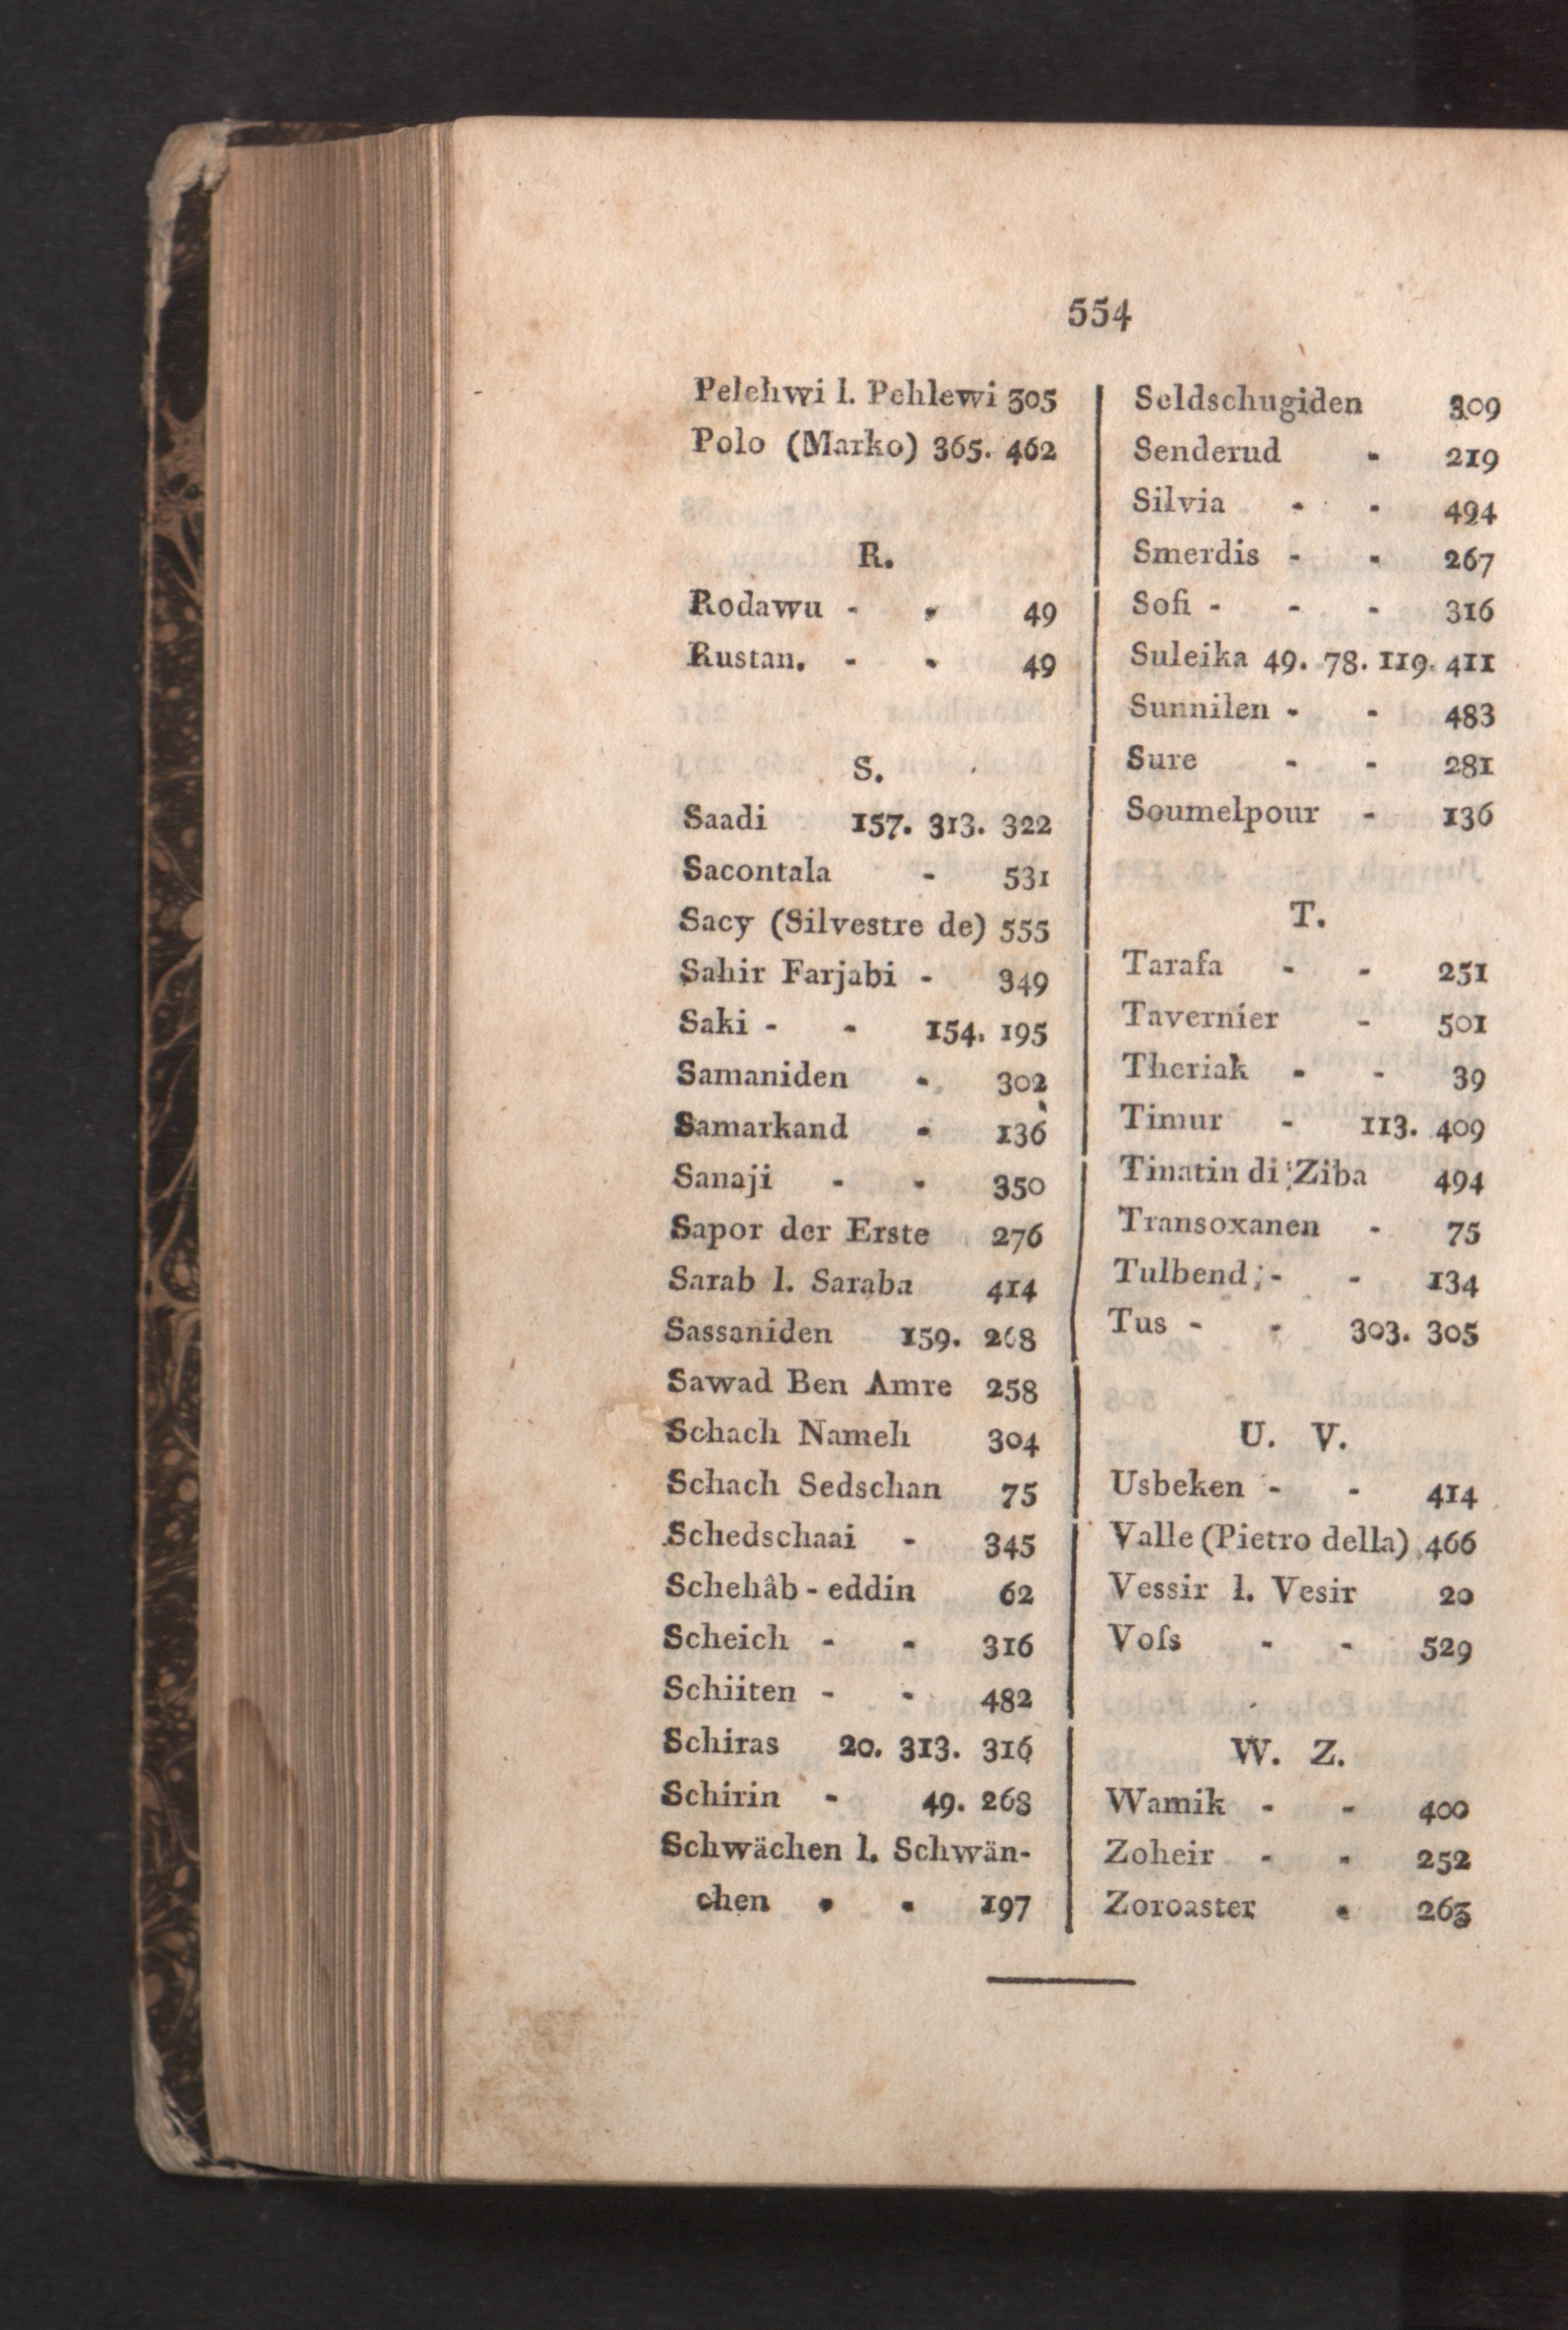 554
Pelehwi l. Pehlewi 305
Polo (Marko) 365. 462
R.
Rodawu - - 49
Rustan. - - 49
S.
Saadi 157. 313. 322
Sacontala - 531
Sacy (Silvestre de) 555
Sahir Farjabi - 349
Saki - - 154. 195
Samaniden - 302
Samarkand - 136
Sanaji - - 350
Sapor der Erste 276
Sarab l. Saraba 414
Sassaniden 159. 268
Sawad Ben Amre 258
Schach Nameh 304
Schach Sedschan 75
Schedschaai - 345
Schehâb-eddin 62
Scheich - - 316
Schiiten - - 482
Schiras 20. 313. 316
Schirin - 49. 268
Schwächen l. Schwän-
chen - - 197
Seldschugiden 309
Senderud - 219
Silvia - - 494
Smerdis - - 267
Sofi - - - 316
Suleika 49. 78. 119. 411
Sunnilen - - 483
Sure - - 281
Soumelpour - 136
T.
Tarafa - - 251
Tavernier - 501
Theriak - - 39
Timur - 113. 409
Tinatin di Ziba 494
Transoxanen - 75
Tulbend - - 134
Tus - - 303. 305
U. V.
Usbeken - - 414
Valle (Pietro della) 466
Vessir l. Vesir 20
Voſs - - 529
W. Z.
Wamik - - 400
Zoheir - - 252
Zoroaster - 263